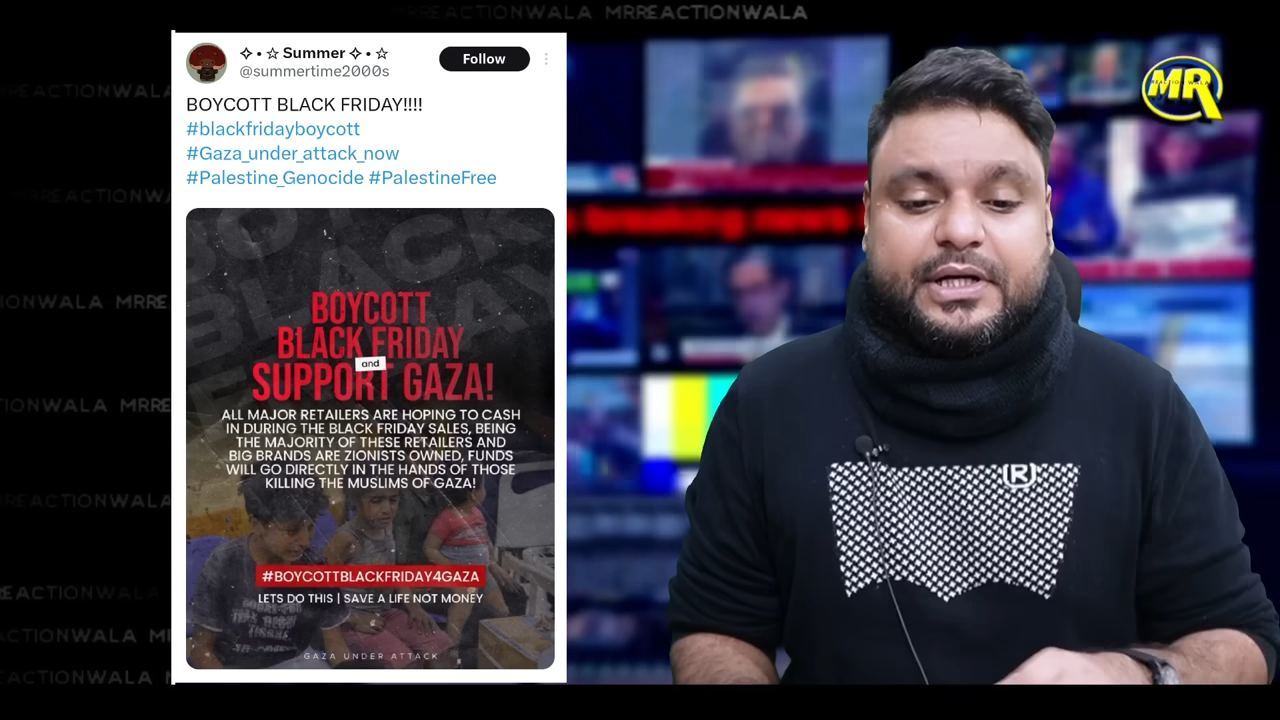 MRREACTIONWALA
✧ • ☆ Summer ✧ • ☆
@summertime2000s
Follow
BOYCOTT BLACK FRIDAY!!!!
#blackfridayboycott
#Gaza_under_attack_now
#Palestine_Genocide #PalestineFree
BOYCOTT
BLACK FRIDAY
and
SUPPORT GAZA!
ALL MAJOR RETAILERS ARE HOPING TO CASH
IN DURING THE BLACK FRIDAY SALES, BEING
THE MAJORITY OF THESE RETAILERS AND
BIG BRANDS ARE ZIONISTS OWNED, FUNDS
WILL GO DIRECTLY IN THE HANDS OF THOSE
KILLING THE MUSLIMS OF GAZA!
#BOYCOTTBLACKFRIDAY4GAZA
LETS DO THIS | SAVE A LIFE NOT MONEY
GAZA UNDER ATTACK
MR
REACTIONWALA
breaking news
®